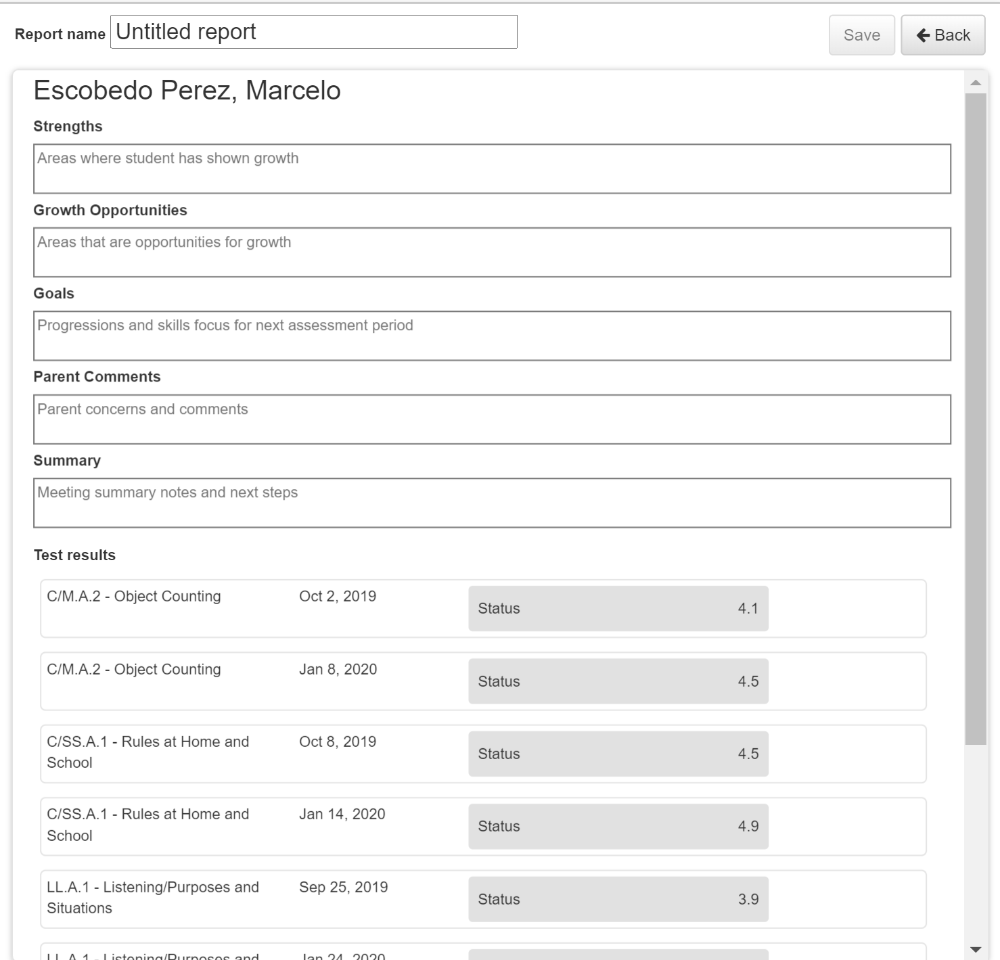 Report name Untitled report Save Back
Escobedo Perez, Marcelo
Strengths
Areas where student has shown growth
Growth Opportunities
Areas that are opportunities for growth
Goals
Progressions and skills focus for next assessment period
Parent Comments
Parent concerns and comments
Summary
Meeting summary notes and next steps
Test results
C/M.A.2 - Object Counting Oct 2, 2019 Status 4.1
C/M.A.2 - Object Counting Jan 8, 2020 Status 4.5
C/SS.A.1 - Rules at Home and Oct 8, 2019 Status 4.5
School
C/SS.A.1 - Rules at Home and Jan 14, 2020 Status 4.9
School
LL.A.1 - Listening/Purposes and Sep 25, 2019 Status 3.9
Situations
LL.A.1 - Listening/Purposes and Jan 24, 2020